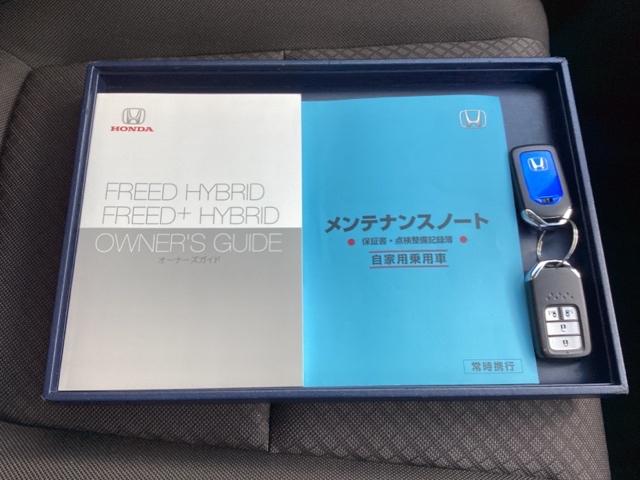 HONDA
FREED HYBRID
FREED+ HYBRID
OWNER'S GUIDE
オーナーズガイド
メンテナンスノート
保証書・点検整備記録簿
自家用乗用車
常時携行